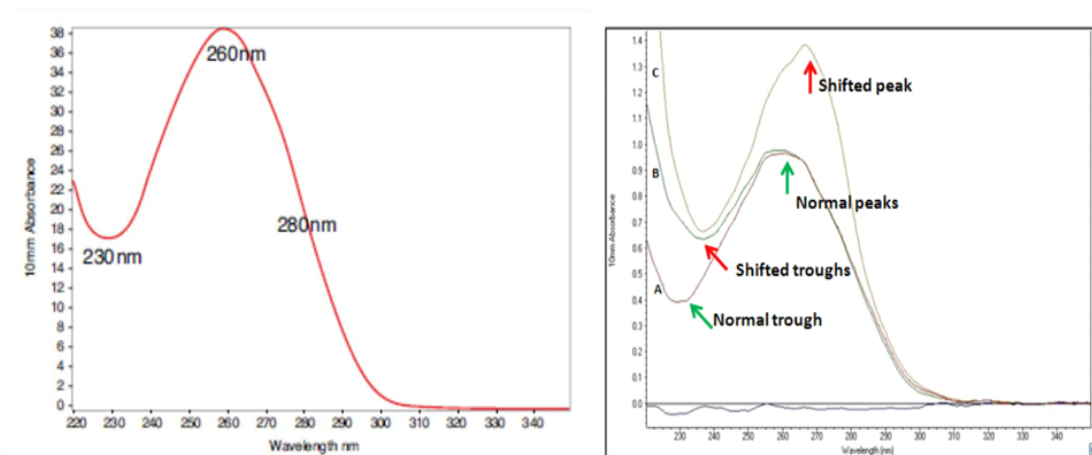 38
36
34
32
30
28
26
24
22
20
18
16
14
12
10
8
6
4
2
0
10mm Absorbance
260nm
280nm
230nm
220 230 240 250 260 270 280 290 300 310 320 330 340
Wavelength nm
1.4
1.3
1.2
1.1
1.0
0.9
0.8
0.7
0.6
0.5
0.4
0.3
0.2
0.1
0.0
10mm Absorbance
C
B
A
Shifted peak
Normal peaks
Shifted troughs
Normal trough
230 240 250 260 270 280 290 300 310 320 330 340
Wavelength (nm)